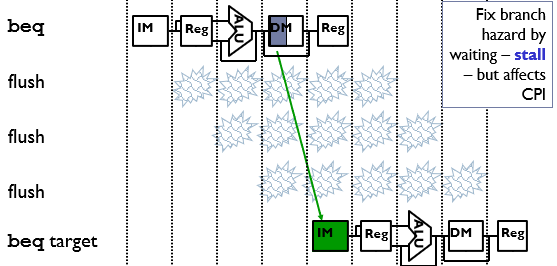 beq
IM
Reg
ALU
DM
Reg
Fix branch
hazard by
waiting – stall
– but affects
CPI
flush
flush
flush
beq target
IM
Reg
ALU
DM
Reg